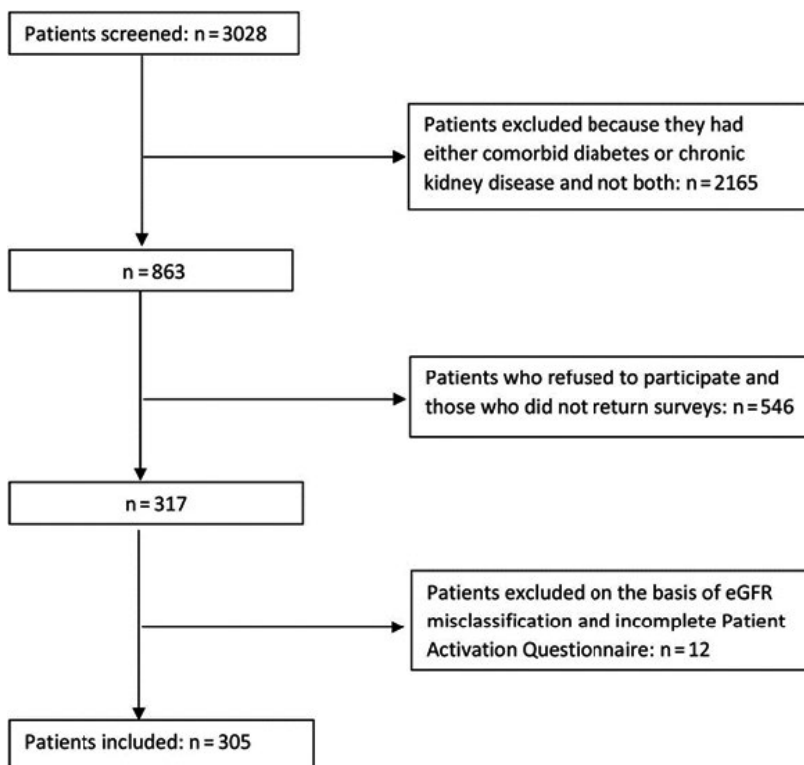 Patients screened: n = 3028
Patients excluded because they had
either comorbid diabetes or chronic
kidney disease and not both: n = 2165
n = 863
Patients who refused to participate and
those who did not return surveys: n = 546
n = 317
Patients excluded on the basis of eGFR
misclassification and incomplete Patient
Activation Questionnaire: n = 12
Patients included: n = 305